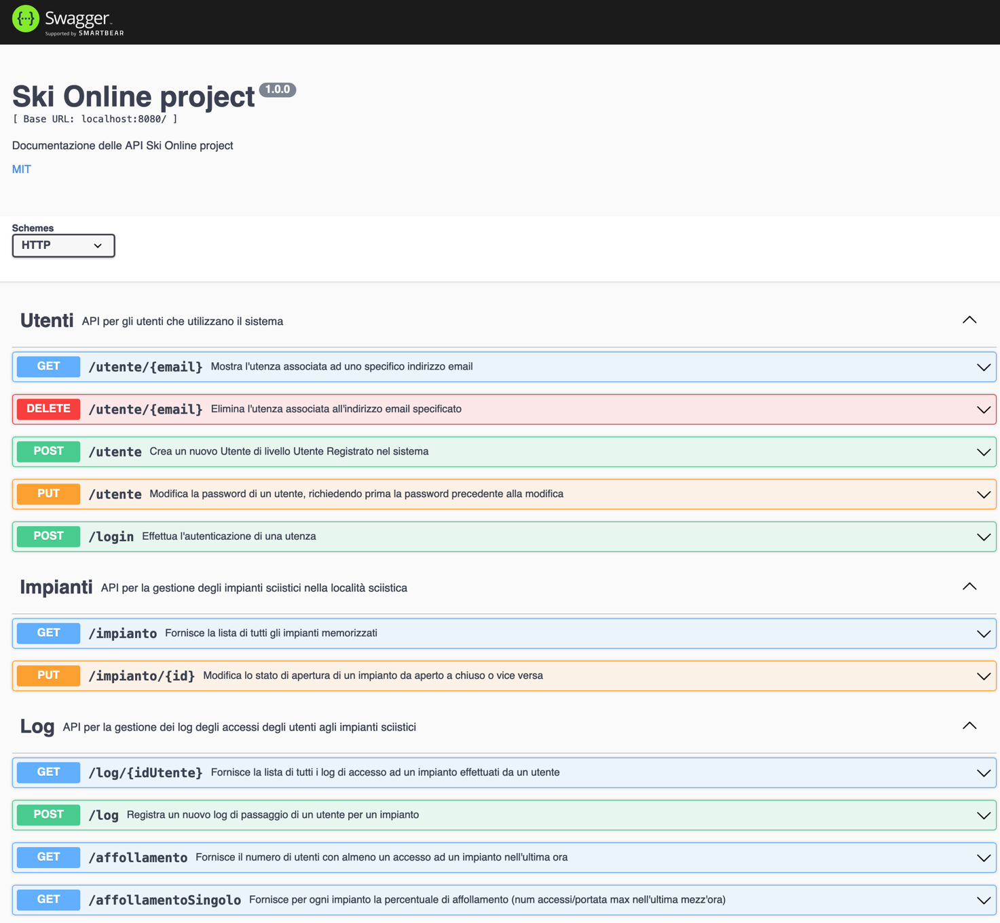 {···} Swagger™
Supported by SMARTBEAR
Ski Online project 1.0.0
[ Base URL: localhost:8080/ ]
Documentazione delle API Ski Online project
MIT
Schemes
HTTP
Utenti API per gli utenti che utilizzano il sistema
GET /utente/{email} Mostra l'utenza associata ad uno specifico indirizzo email
DELETE /utente/{email} Elimina l'utenza associata all'indirizzo email specificato
POST /utente Crea un nuovo Utente di livello Utente Registrato nel sistema
PUT /utente Modifica la password di un utente, richiedendo prima la password precedente alla modifica
POST /login Effettua l'autenticazione di una utenza
Impianti API per la gestione degli impianti sciistici nella località sciistica
GET /impianto Fornisce la lista di tutti gli impianti memorizzati
PUT /impianto/{id} Modifica lo stato di apertura di un impianto da aperto a chiuso o vice versa
Log API per la gestione dei log degli accessi degli utenti agli impianti sciistici
GET /log/{idUtente} Fornisce la lista di tutti i log di accesso ad un impianto effettuati da un utente
POST /log Registra un nuovo log di passaggio di un utente per un impianto
GET /affollamento Fornisce il numero di utenti con almeno un accesso ad un impianto nell'ultima ora
GET /affollamentoSingolo Fornisce per ogni impianto la percentuale di affollamento (num accessi/portata max nell'ultima mezz'ora)